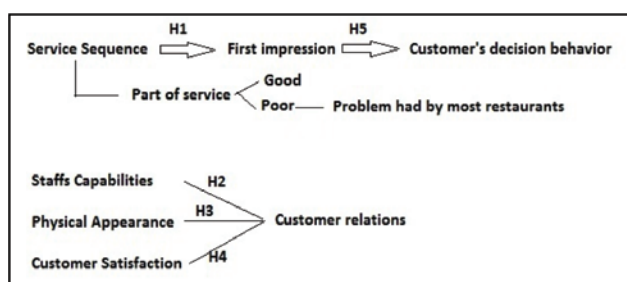 H1 H5
Service Sequence First impression Customer's decision behavior
Good
Part of service
Poor Problem had by most restaurants
Staffs Capabilities H2
Physical Appearance H3 Customer relations
Customer Satisfaction H4